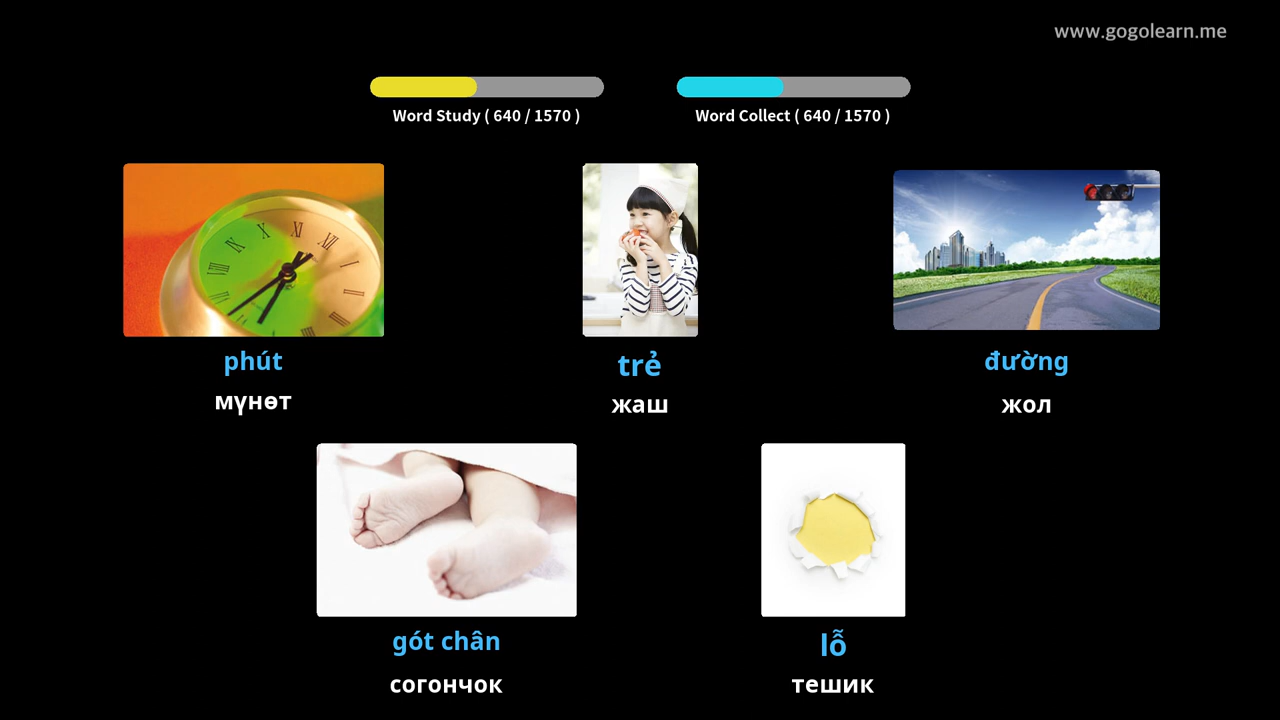 www.gogolearn.me
Word Study ( 640 / 1570 )
Word Collect ( 640 / 1570 )
phút
мүнөт
trẻ
жаш
đường
жол
gót chân
согончок
lỗ
тешик